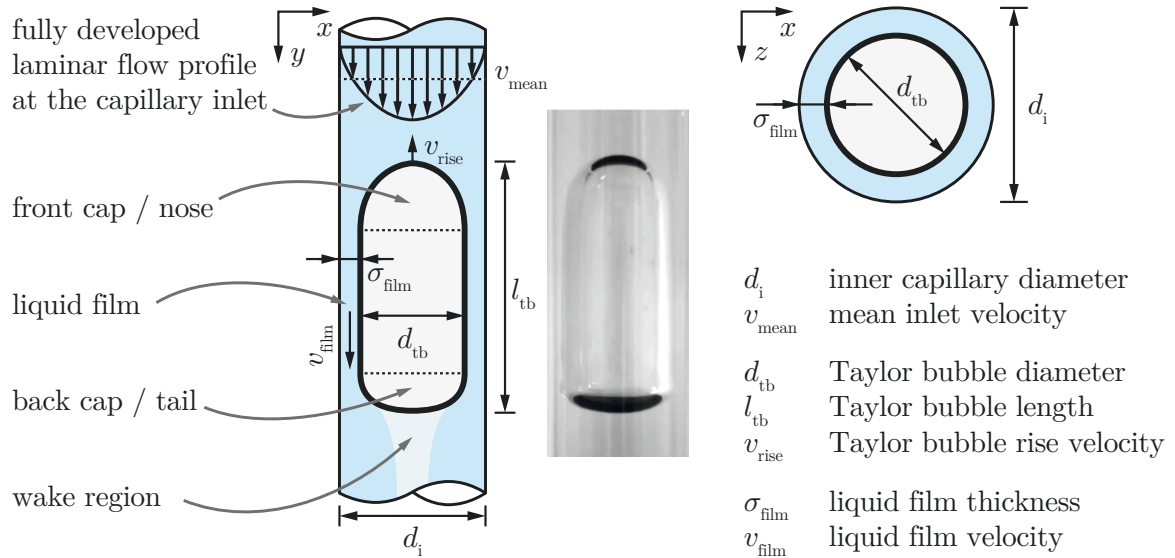 fully developed
laminar flow profile
at the capillary inlet
x
y
v_mean
v_rise
front cap / nose
σ_film
liquid film
l_tb
v_film
d_tb
back cap / tail
wake region
d_i
x
z
d_tb
σ_film
d_i
d_i inner capillary diameter
v_mean mean inlet velocity
d_tb Taylor bubble diameter
l_tb Taylor bubble length
v_rise Taylor bubble rise velocity
σ_film liquid film thickness
v_film liquid film velocity